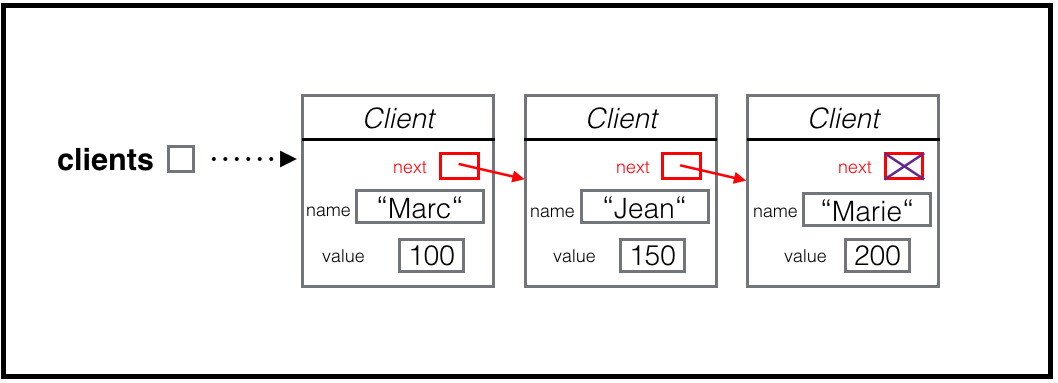 clients
Client
next
name “Marc“
value 100
Client
next
name “Jean“
value 150
Client
next
name “Marie“
value 200